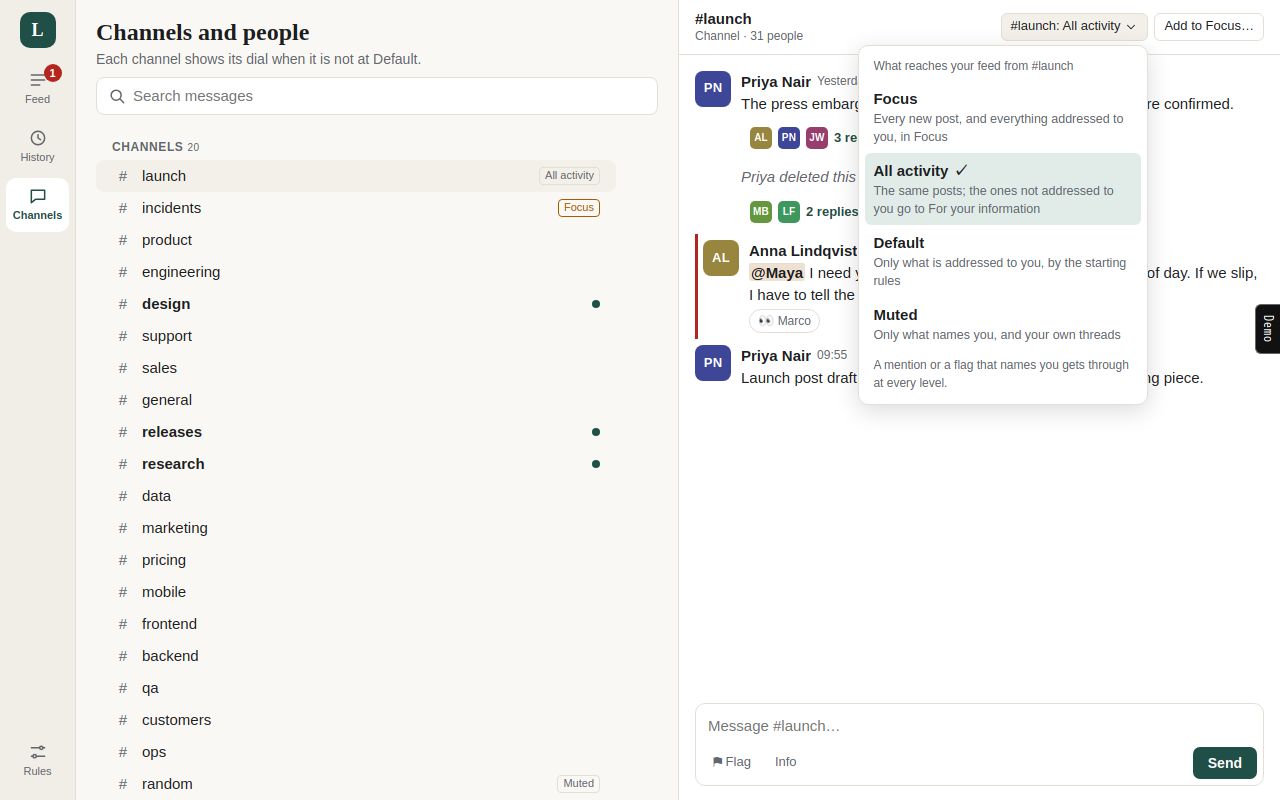 L
1
Feed
History
Channels
Rules
Channels and people
Each channel shows its dial when it is not at Default.
Search messages
CHANNELS 20
# launch All activity
# incidents Focus
# product
# engineering
# design
# support
# sales
# general
# releases
# research
# data
# marketing
# pricing
# mobile
# frontend
# backend
# qa
# customers
# ops
# random Muted
#launch
Channel · 31 people
#launch: All activity
Add to Focus…
What reaches your feed from #launch
Focus
Every new post, and everything addressed to
you, in Focus
All activity ✓
The same posts; the ones not addressed to
you go to For your information
Default
Only what is addressed to you, by the starting
rules
Muted
Only what names you, and your own threads
A mention or a flag that names you gets through
at every level.
PN Priya Nair
The press confirmed.
AL PN JW 3
Priya deleted this
MB LF 2 replies
AL Anna Lindqvist
@Maya I need of day. If we slip,
I have to tell the
👀 Marco
PN Priya Nair 09:55
Launch post draft piece.
Message #launch…
Flag Info
Send
Demo